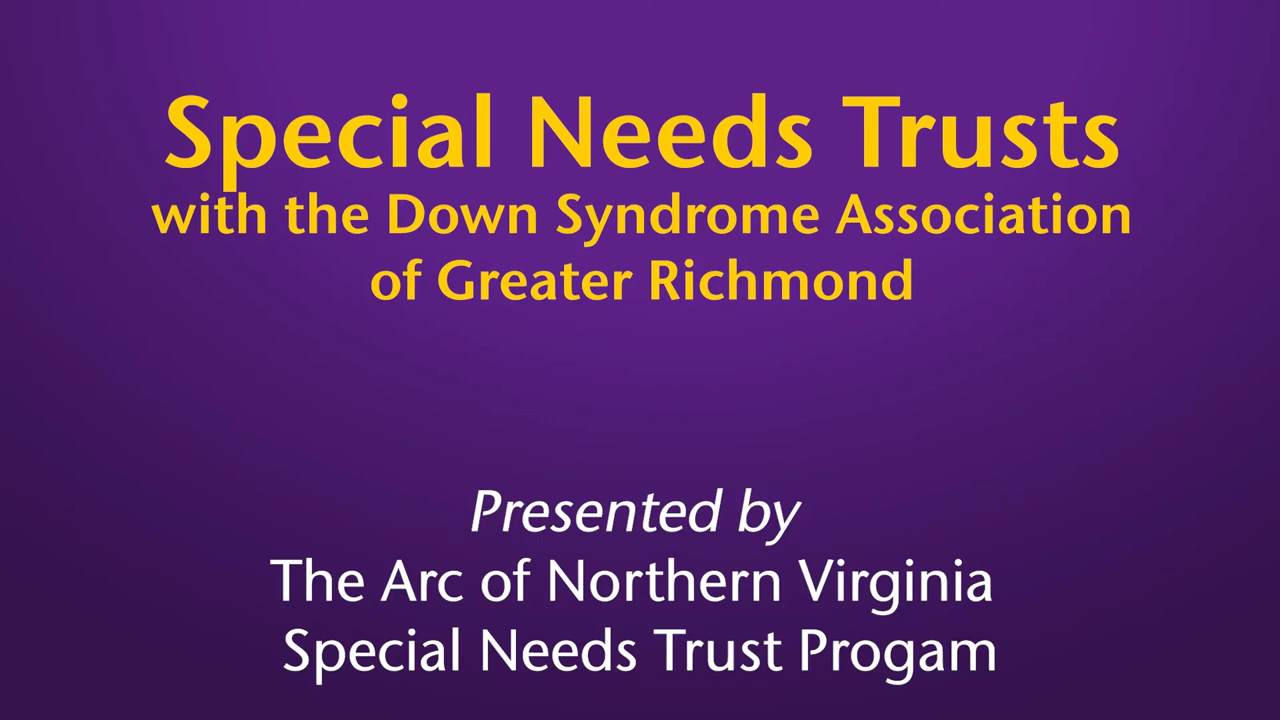 Special Needs Trusts
with the Down Syndrome Association
of Greater Richmond
Presented by
The Arc of Northern Virginia
Special Needs Trust Progam